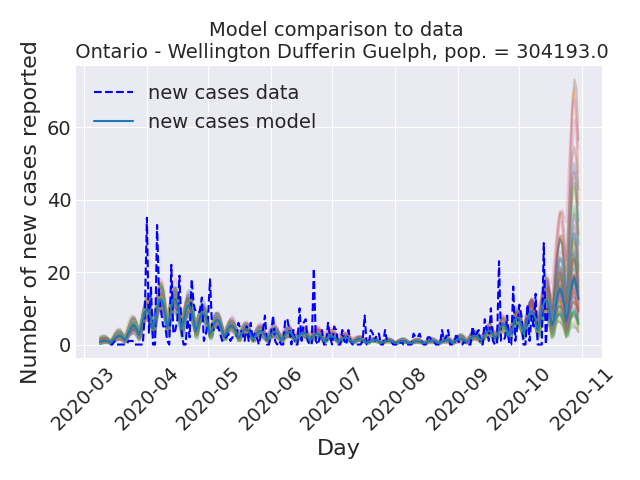 Model comparison to data
Ontario - Wellington Dufferin Guelph, pop. = 304193.0
Number of new cases reported
new cases data
new cases model
60
40
20
0
2020-03
2020-04
2020-05
2020-06
2020-07
2020-08
2020-09
2020-10
2020-11
Day